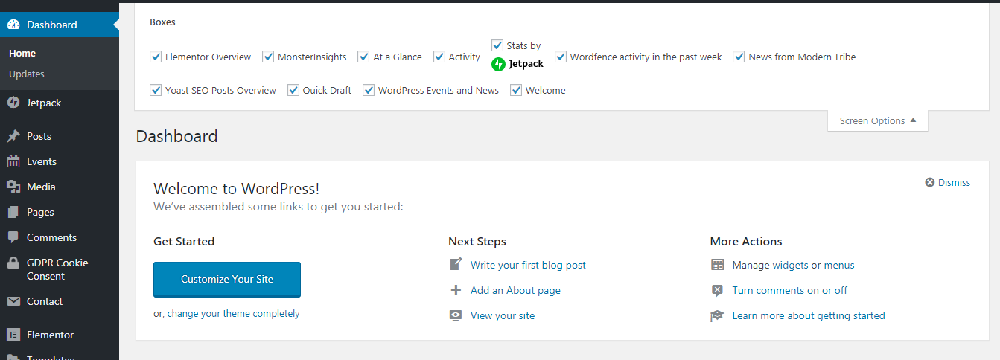 Dashboard
Home
Updates
Jetpack
Posts
Events
Media
Pages
Comments
GDPR Cookie
Consent
Contact
Elementor
Templates
Boxes
Elementor Overview MonsterInsights At a Glance Activity Stats by Jetpack Wordfence activity in the past week News from Modern Tribe
Yoast SEO Posts Overview Quick Draft WordPress Events and News Welcome
Screen Options
Dashboard
Welcome to WordPress!
Dismiss
We've assembled some links to get you started:
Get Started
Customize Your Site
or, change your theme completely
Next Steps
Write your first blog post
Add an About page
View your site
More Actions
Manage widgets or menus
Turn comments on or off
Learn more about getting started